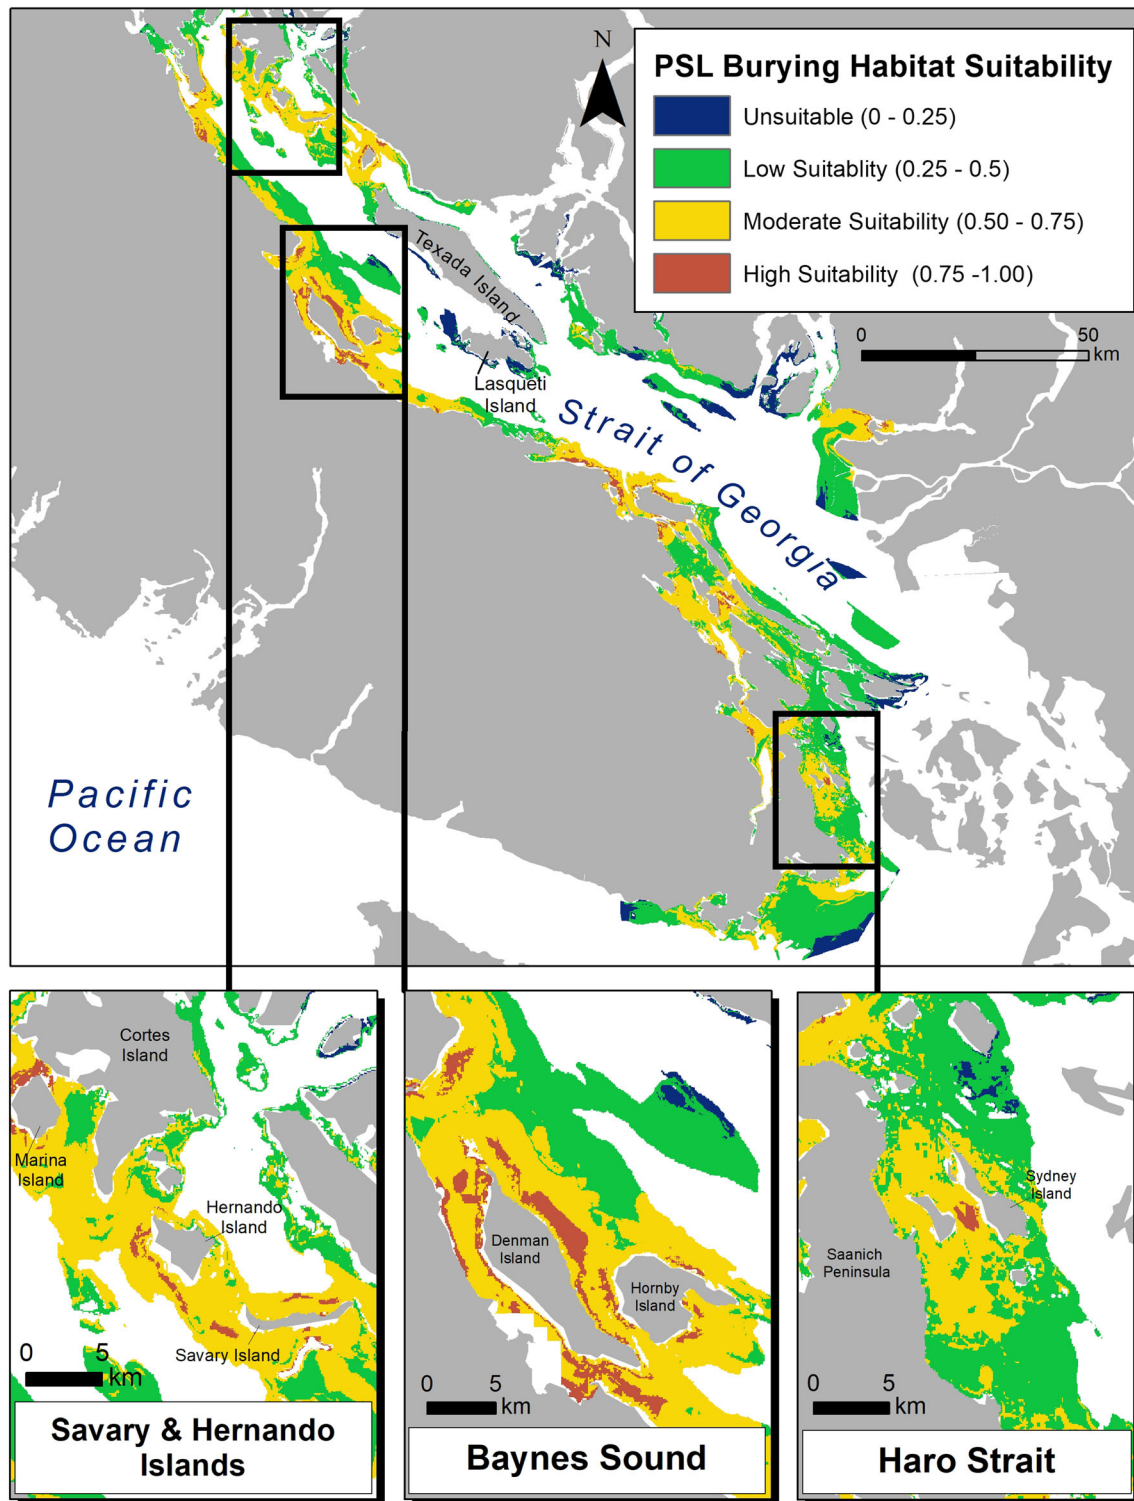 N
PSL Burying Habitat Suitability
Unsuitable (0 - 0.25)
Low Suitablity (0.25 - 0.5)
Moderate Suitability (0.50 - 0.75)
High Suitability (0.75 -1.00)
0 50
km
Texada Island
Lasqueti
Island
Strait of Georgia
Pacific
Ocean
Cortes
Island
Marina
Island
Hernando
Island
Savary Island
0 5
km
Savary & Hernando
Islands
Denman
Island
Hornby
Island
0 5
km
Baynes Sound
Sydney
Island
Saanich
Peninsula
0 5
km
Haro Strait